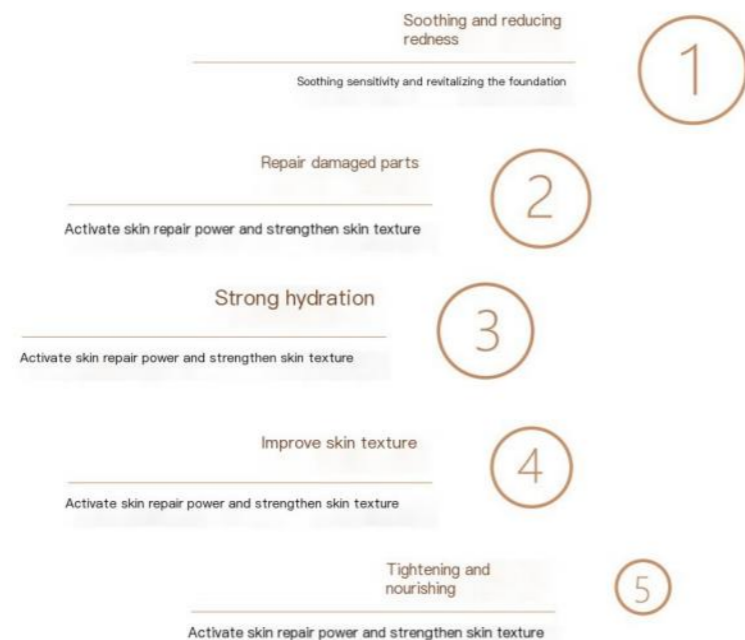 Soothing and reducing
redness
1
Soothing sensitivity and revitalizing the foundation
Repair damaged parts
2
Activate skin repair power and strengthen skin texture
Strong hydration
3
Activate skin repair power and strengthen skin texture
Improve skin texture
4
Activate skin repair power and strengthen skin texture
Tightening and
nourishing
5
Activate skin repair power and strengthen skin texture